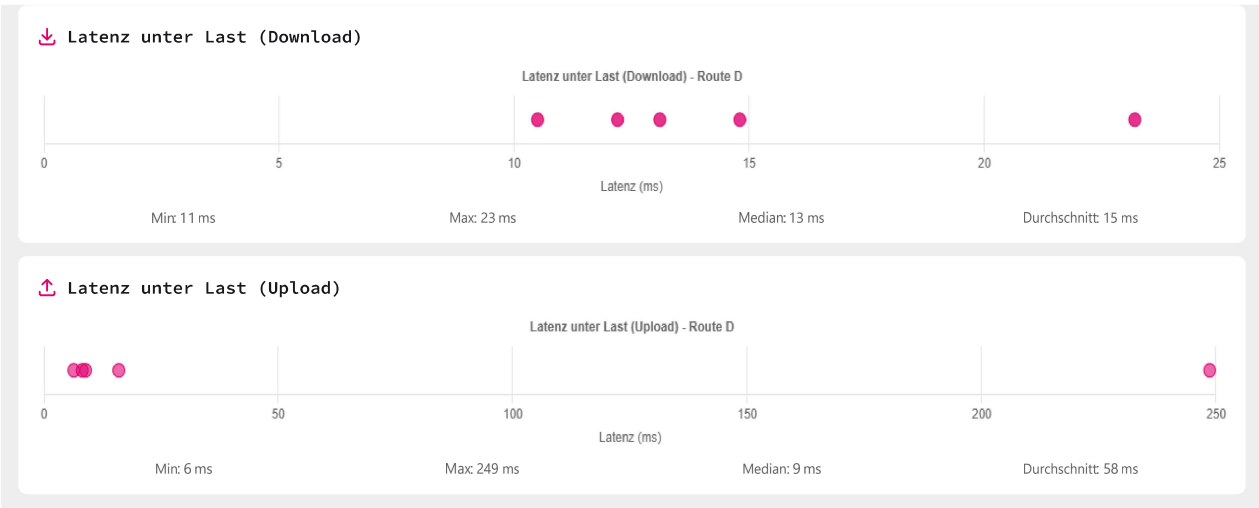 Latenz unter Last (Download)
Latenz unter Last (Download) - Route D
0 5 10 15 20 25
Latenz (ms)
Min: 11 ms Max: 23 ms Median: 13 ms Durchschnitt: 15 ms
Latenz unter Last (Upload)
Latenz unter Last (Upload) - Route D
0 50 100 150 200 250
Latenz (ms)
Min: 6 ms Max: 249 ms Median: 9 ms Durchschnitt: 58 ms